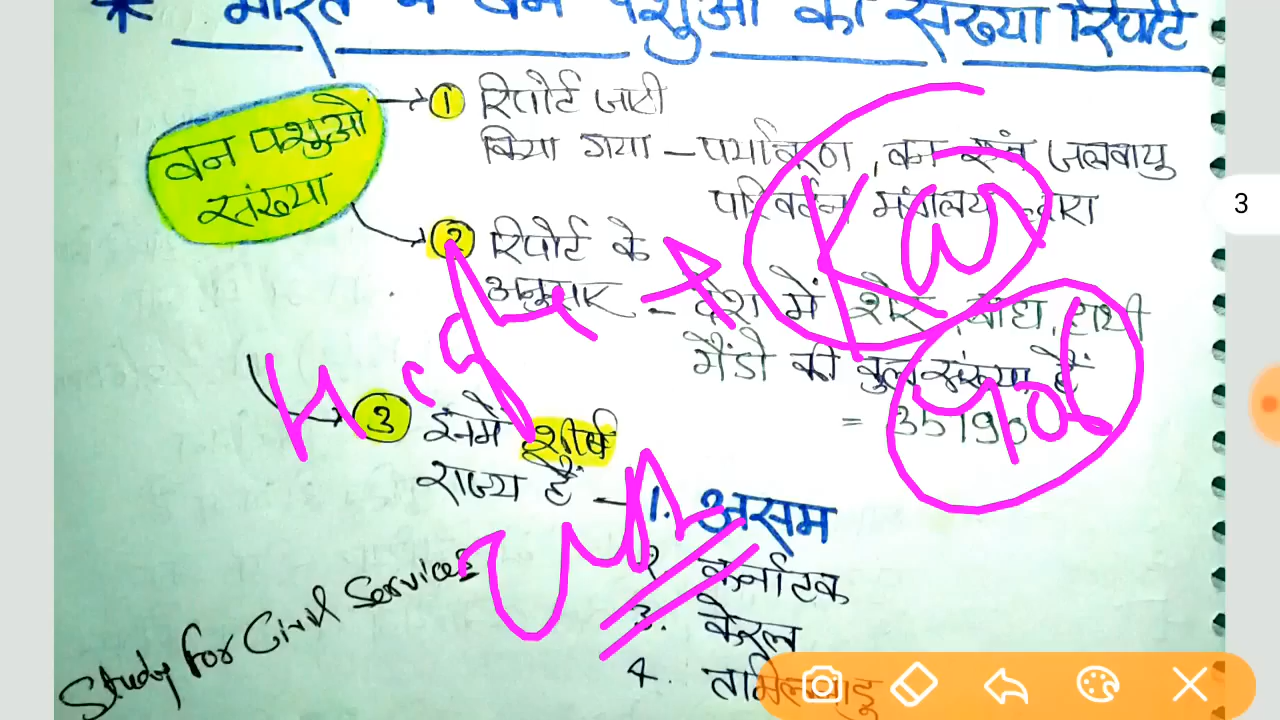 * भारत में वन पशुओं की संख्या रिपोर्ट
वन पशुओं
संख्या
1 रिपोर्ट जारी
किया गया – पर्यावरण, वन एवं जलवायु
परिवर्तन मंत्रालय द्वारा
2 रिपोर्ट के
अनुसार – देश में शेर, बाघ, हाथी
गैंडो की कुल संख्या हैं
= 35190
3 इनमें शीर्ष
राज्य हैं – 1. असम
2 कर्नाटक
3. केरल
4. तामिलनाडु
Study for Civil Services
3